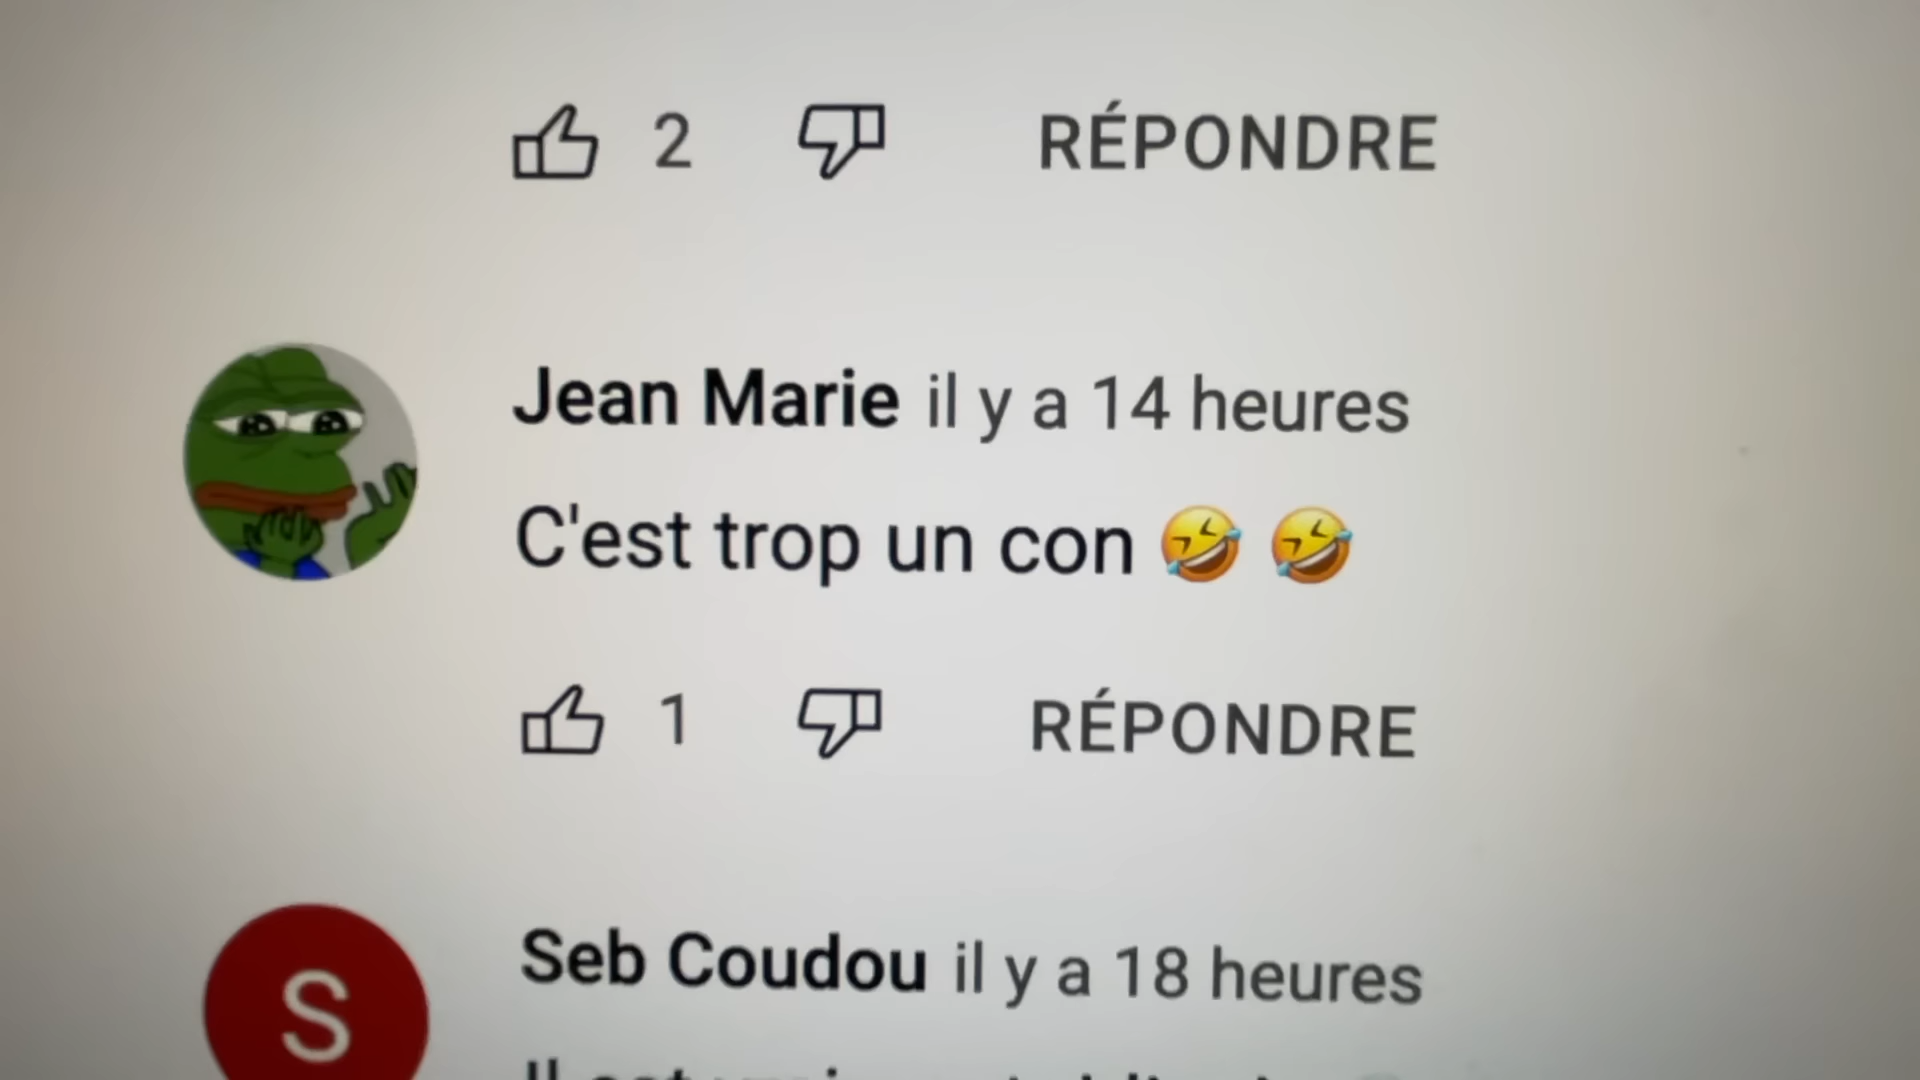 2 RÉPONDRE
Jean Marie il y a 14 heures
C'est trop un con 🤣 🤣
1 RÉPONDRE
S
Seb Coudou il y a 18 heures